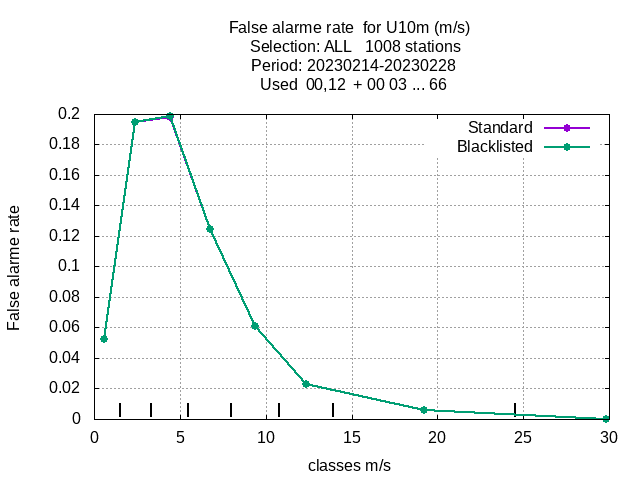 False alarme rate  for U10m (m/s)
Selection: ALL   1008 stations
Period: 20230214-20230228
Used  00,12  + 00 03 ... 66
Standard
Blacklisted
False alarme rate
0.2
0.18
0.16
0.14
0.12
0.1
0.08
0.06
0.04
0.02
0
0 5 10 15 20 25 30
classes m/s